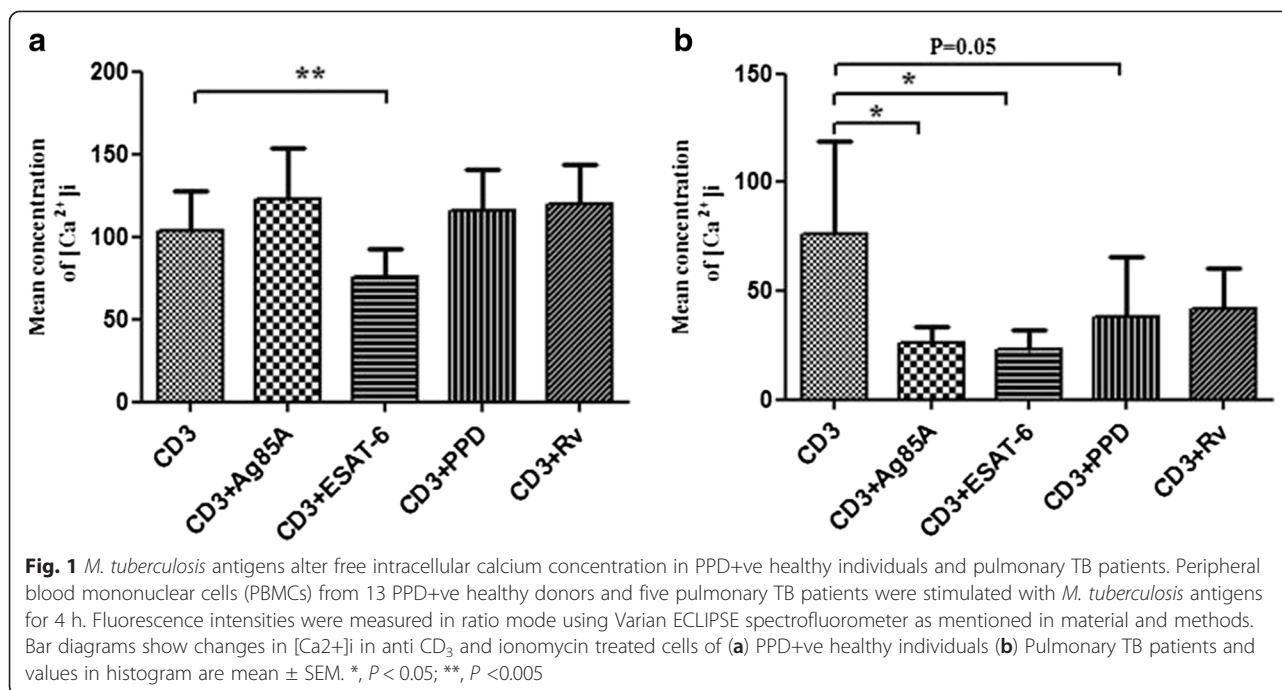 a
**
200
150
100
50
0
Mean concentration
of [Ca 2+]i
CD3
CD3+Ag85A
CD3+ESAT-6
CD3+PPD
CD3+Rv
b
P=0.05
*
*
150
100
50
0
Mean concentration
of [Ca 2+]i
CD3
CD3+Ag85A
CD3+ESAT-6
CD3+PPD
CD3+Rv
Fig. 1 M. tuberculosis antigens alter free intracellular calcium concentration in PPD+ve healthy individuals and pulmonary TB patients. Peripheral
blood mononuclear cells (PBMCs) from 13 PPD+ve healthy donors and five pulmonary TB patients were stimulated with M. tuberculosis antigens
for 4 h. Fluorescence intensities were measured in ratio mode using Varian ECLIPSE spectrofluorometer as mentioned in material and methods.
Bar diagrams show changes in [Ca2+]i in anti CD3 and ionomycin treated cells of (a) PPD+ve healthy individuals (b) Pulmonary TB patients and
values in histogram are mean ± SEM. *, P < 0.05; **, P <0.005